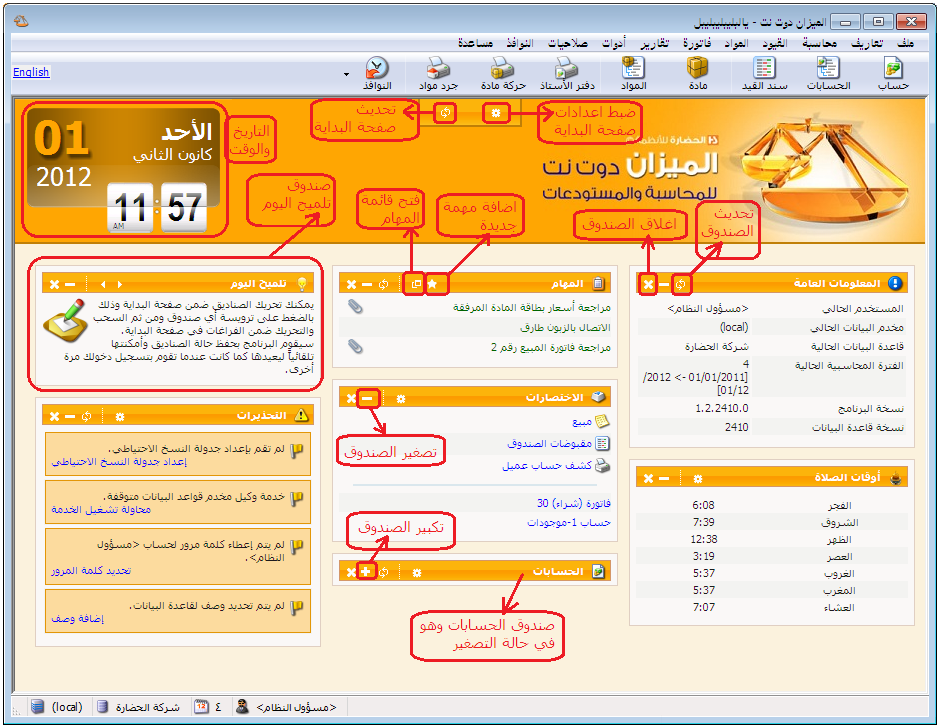 الميزان دوت نت - يالبليبليبليبل
ملف تعاريف محاسبة القيود المواد فاتورة تقارير أدوات صلاحيات النوافذ مساعدة
حساب
الحسابات
سند القيد
مادة
المواد
دفتر الأستاذ
حركة مادة
جرد مواد
النوافذ
English
الحضارة للأنظمة
الميزان دوت نت
للمحاسبة والمستودعات
ضبط اعدادات
صفحة البداية
تحديث
صفحة البداية
التاريخ
والوقت
01
2012
الأحد
كانون الثاني
11:57
AM
صندوق
تلميح اليوم
فتح قائمة
المهام
اضافة مهمة
جديدة
اغلاق الصندوق
تحديث
الصندوق
المعلومات العامة
المستخدم الحالي <مسؤول النظام>
مخدم البيانات الحالي (local)
قاعدة البيانات الحالية شركة الحضارة
الفترة المحاسبية الحالية 4
[01/01/2011 <- 2012/
01/12]
نسخة البرنامج 1.2.2410.0
نسخة قاعدة البيانات 2410
أوقات الصلاة
الفجر 6:08
الشروق 7:39
الظهر 12:38
العصر 3:19
الغروب 5:37
المغرب 5:37
العشاء 7:07
المهام
مراجعة أسعار بطاقة المادة المرفقة
الاتصال بالزبون طارق
مراجعة فاتورة المبيع رقم 2
الاختصارات
مبيع
مقبوضات الصندوق
كشف حساب عميل
فاتورة (شراء) 30
حساب 1-موجودات
تصغير الصندوق
تكبير الصندوق
الحسابات
صندوق الحسابات وهو
في حالة التصغير
تلميح اليوم
يمكنك تحريك الصناديق ضمن صفحة البداية وذلك
بالضغط على ترويسة أي صندوق ومن ثم السحب
والتحريك ضمن الفراغات في صفحة البداية.
سيقوم البرنامج بحفظ حالة الصناديق وأمكنتها
تلقائياً ليعيدها كما كانت عندما تقوم بتسجيل دخولك مرة
أخرى.
التحذيرات
لم تقم بإعداد جدولة النسخ الاحتياطي.
إعداد جدولة النسخ الاحتياطي
خدمة وكيل مخدم قواعد البيانات متوقفة.
محاولة تشغيل الخدمة
لم يتم إعطاء كلمة مرور لحساب <مسؤول
النظام>.
تحديد كلمة المرور
لم يتم تحديد وصف لقاعدة البيانات.
إضافة وصف
<مسؤول النظام> ٤ شركة الحضارة (local)